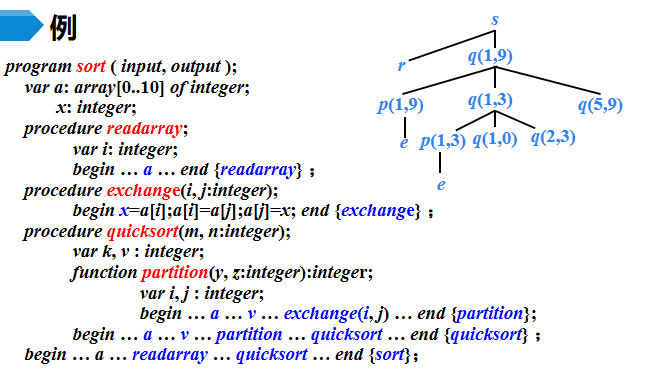 例
program sort ( input, output );
var a: array[0..10] of integer;
x: integer;
procedure readarray;
var i: integer;
begin … a … end {readarray} ；
procedure exchange(i, j:integer);
begin x=a[i];a[i]=a[j];a[j]=x; end {exchange} ；
procedure quicksort(m, n:integer);
var k, v : integer;
function partition(y, z:integer):integer;
var i, j : integer;
begin … a … v … exchange(i, j) … end {partition};
begin … a … v … partition … quicksort … end {quicksort} ；
begin … a … readarray … quicksort … end {sort} ；
s
r q(1,9)
p(1,9) q(1,3) q(5,9)
e p(1,3) q(1,0) q(2,3)
e